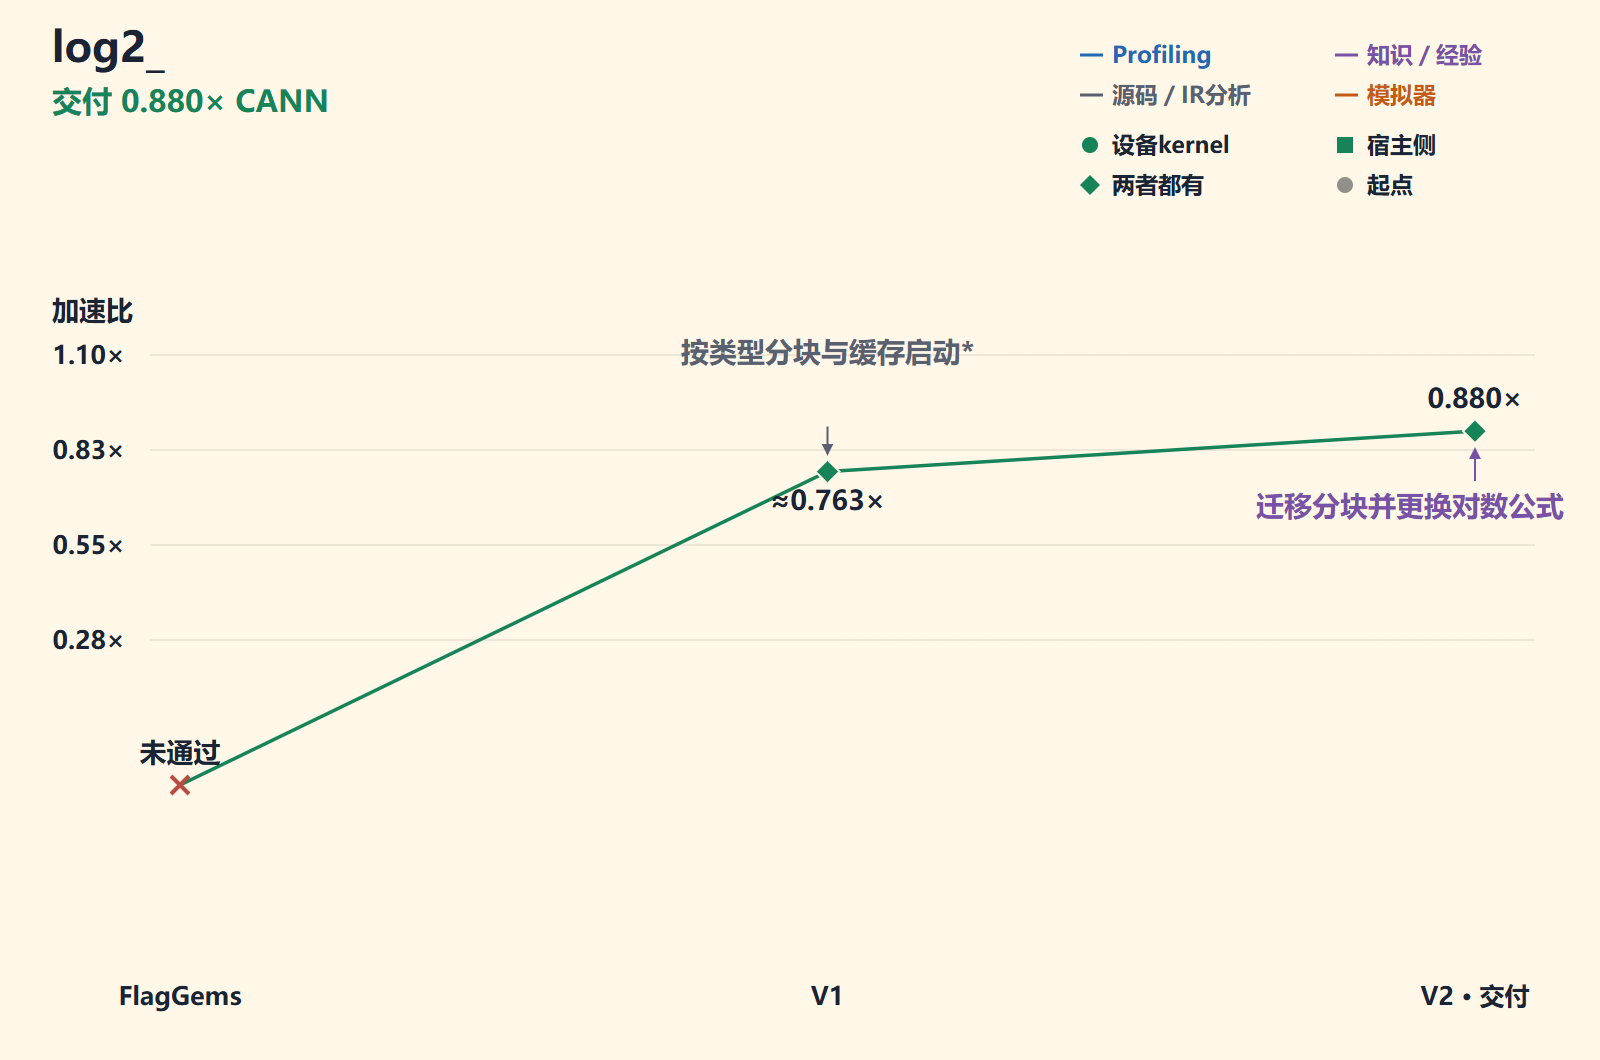 log2_
交付 0.880× CANN
Profiling
知识 / 经验
源码 / IR分析
模拟器
设备kernel
宿主侧
两者都有
起点
加速比
1.10×
按类型分块与缓存启动*
0.880×
0.83×
≈0.763×
迁移分块并更换对数公式
0.55×
0.28×
未通过
FlagGems
V1
V2 • 交付